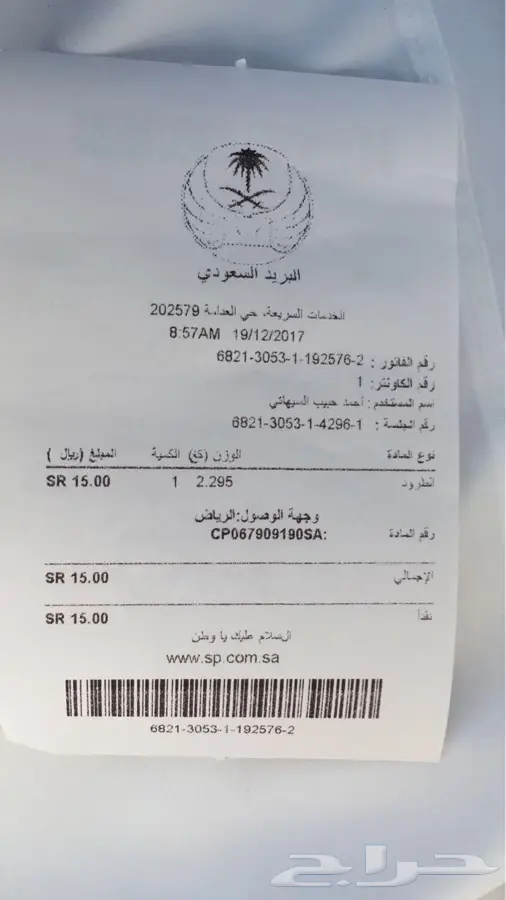 البريد السعودي
الخدمات السريعة، حي العدامة 202579
8:57AM 19/12/2017
رقم الفاتور : 6821-3053-1-192576-2
رقم الكاونتر: 1
اسم المستخدم : أحمد حبيب السيهاتي
رقم الجلسة : 6821-3053-1-4296-1
نوع المادة الوزن (كغ) الكمية المبلغ (ريال )
الطرود 2.295 1 SR 15.00
وجهة الوصول:الرياض
رقم المادة CP067909190SA:
الإجمالي SR 15.00
نقدا SR 15.00
السلام عليك يا وطن
www.sp.com.sa
6821-3053-1-192576-2
حراج